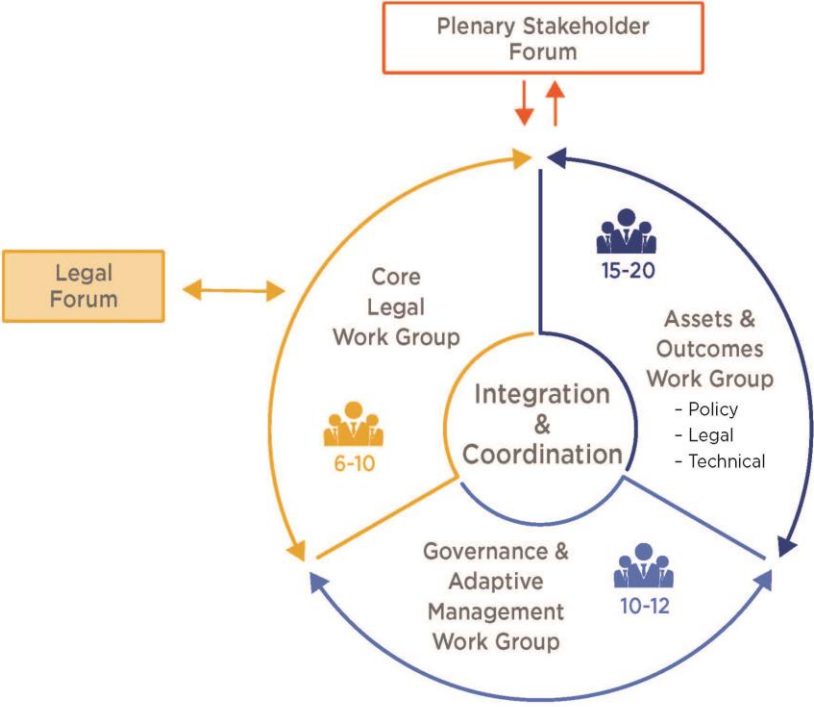 Plenary Stakeholder
Forum
Legal
Forum
Core
Legal
Work Group
6-10
15-20
Assets &
Outcomes
Work Group
- Policy
- Legal
- Technical
Integration
&
Coordination
Governance &
Adaptive
Management
Work Group
10-12